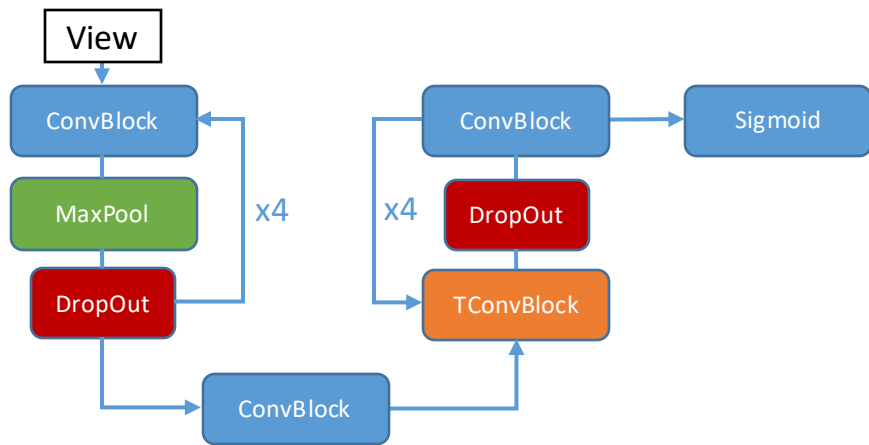 View
ConvBlock
MaxPool
DropOut
x4
ConvBlock
TConvBlock
DropOut
ConvBlock
x4
Sigmoid